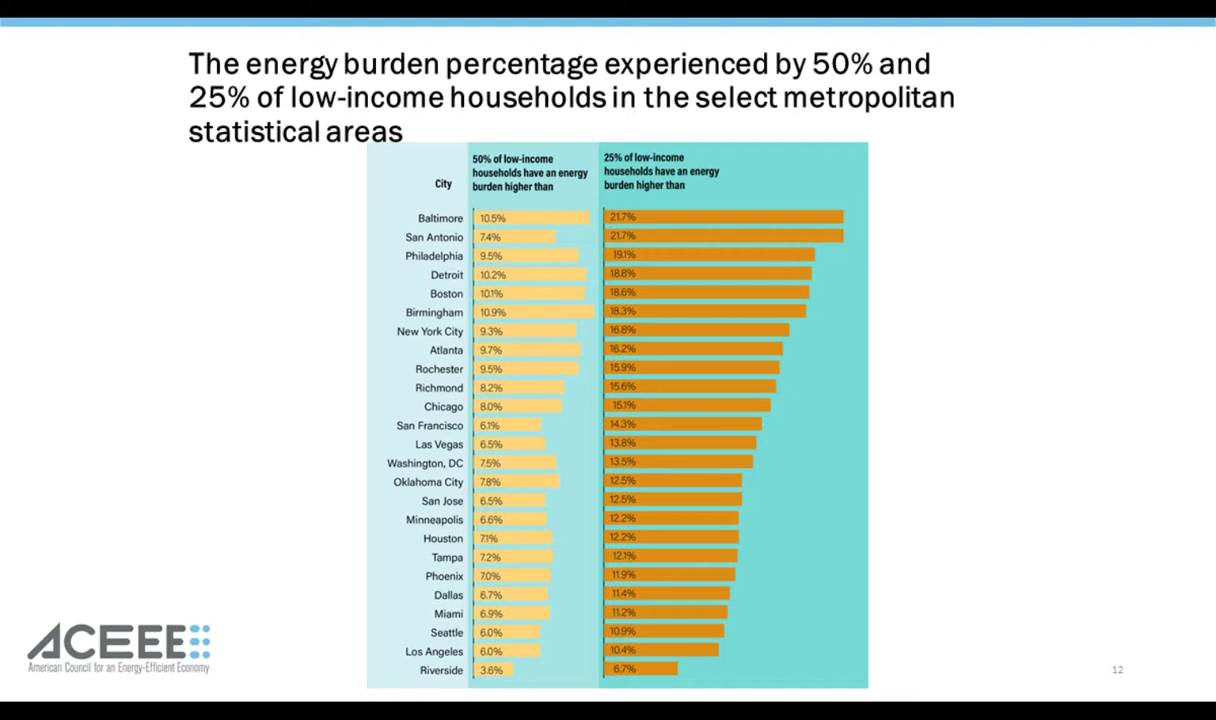 The energy burden percentage experienced by 50% and
25% of low-income households in the select metropolitan
statistical areas
City
50% of low-income
households have an energy
burden higher than
25% of low-income
households have an energy
burden higher than
Baltimore 10.5% 21.7%
San Antonio 7.4% 21.7%
Philadelphia 9.5% 19.1%
Detroit 10.2% 18.8%
Boston 10.1% 18.6%
Birmingham 10.9% 18.3%
New York City 9.3% 16.8%
Atlanta 9.7% 16.2%
Rochester 9.5% 15.9%
Richmond 8.2% 15.6%
Chicago 8.0% 15.1%
San Francisco 6.1% 14.3%
Las Vegas 6.5% 13.8%
Washington, DC 7.5% 13.5%
Oklahoma City 7.8% 12.5%
San Jose 6.5% 12.5%
Minneapolis 6.6% 12.2%
Houston 7.1% 12.2%
Tampa 7.2% 12.1%
Phoenix 7.0% 11.9%
Dallas 6.7% 11.4%
Miami 6.9% 11.2%
Seattle 6.0% 10.9%
Los Angeles 6.0% 10.4%
Riverside 3.6% 6.7%
ACEEE
American Council for an Energy-Efficient Economy
12